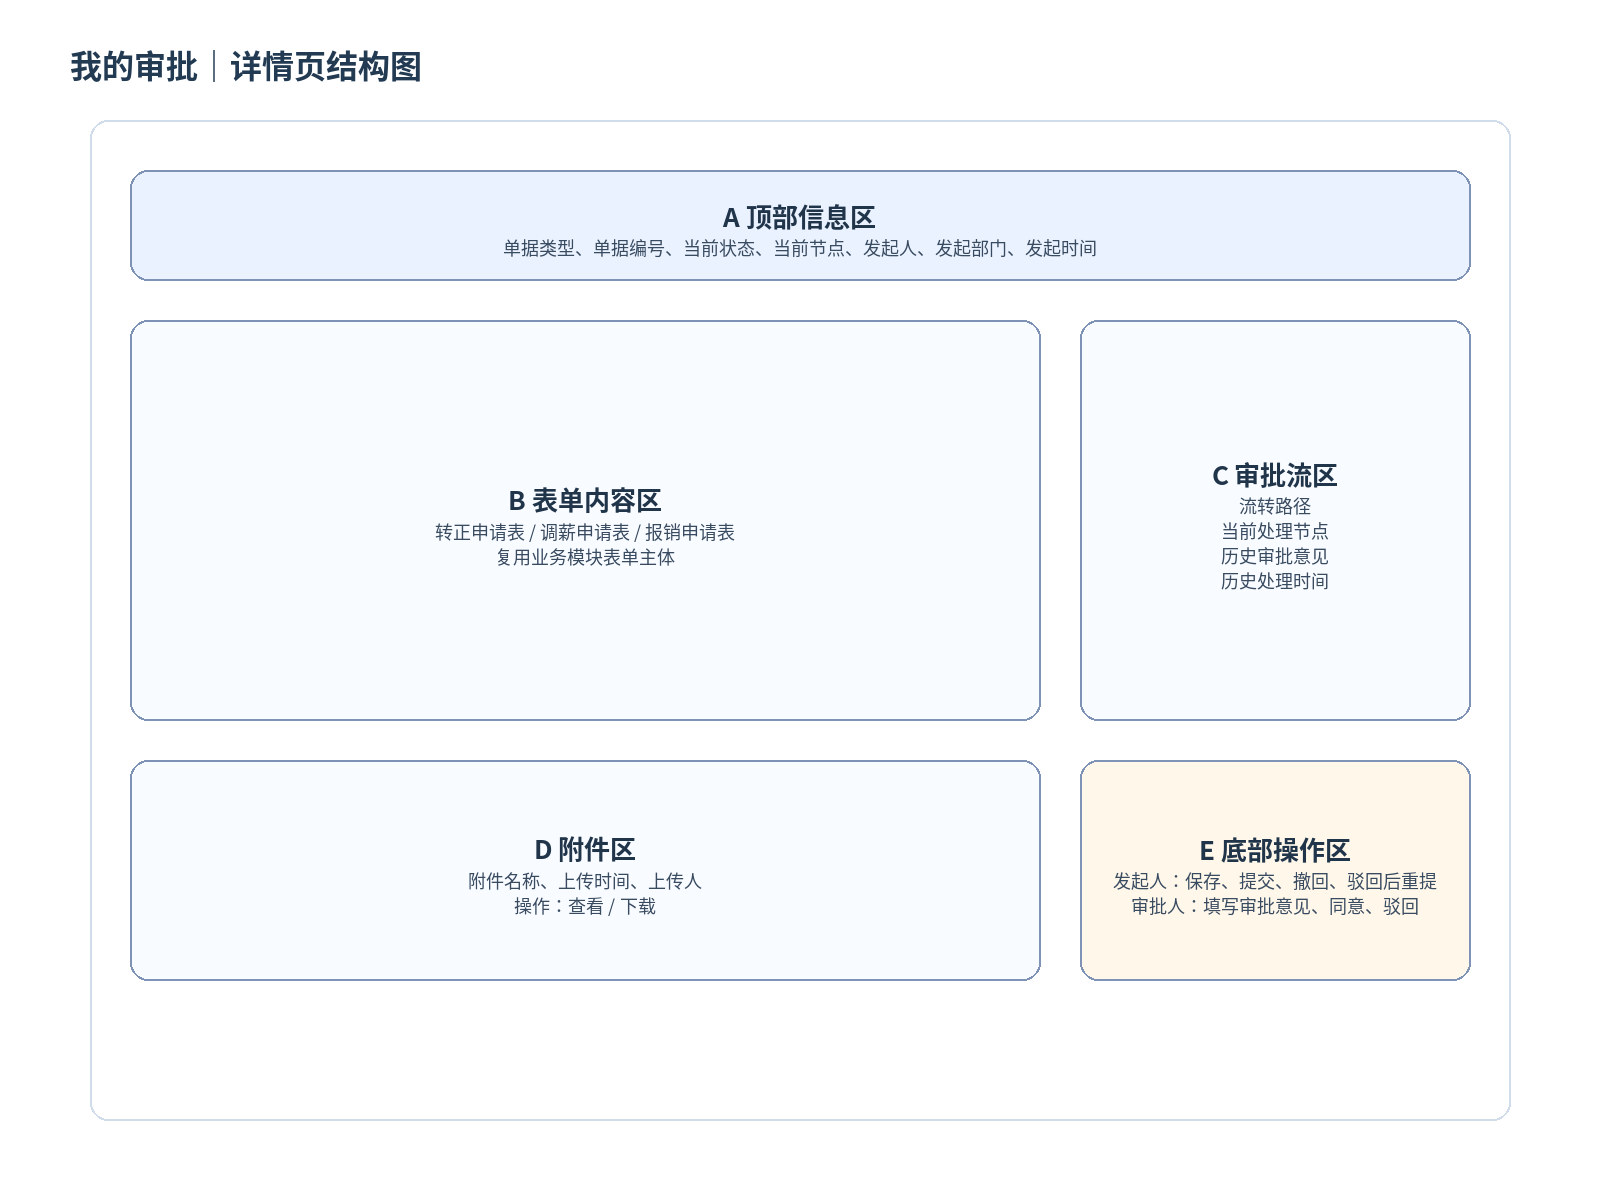 我的审批｜详情页结构图
A 顶部信息区
单据类型、单据编号、当前状态、当前节点、发起人、发起部门、发起时间
B 表单内容区
转正申请表 / 调薪申请表 / 报销申请表
复用业务模块表单主体
C 审批流区
流转路径
当前处理节点
历史审批意见
历史处理时间
D 附件区
附件名称、上传时间、上传人
操作：查看 / 下载
E 底部操作区
发起人：保存、提交、撤回、驳回后重提
审批人：填写审批意见、同意、驳回